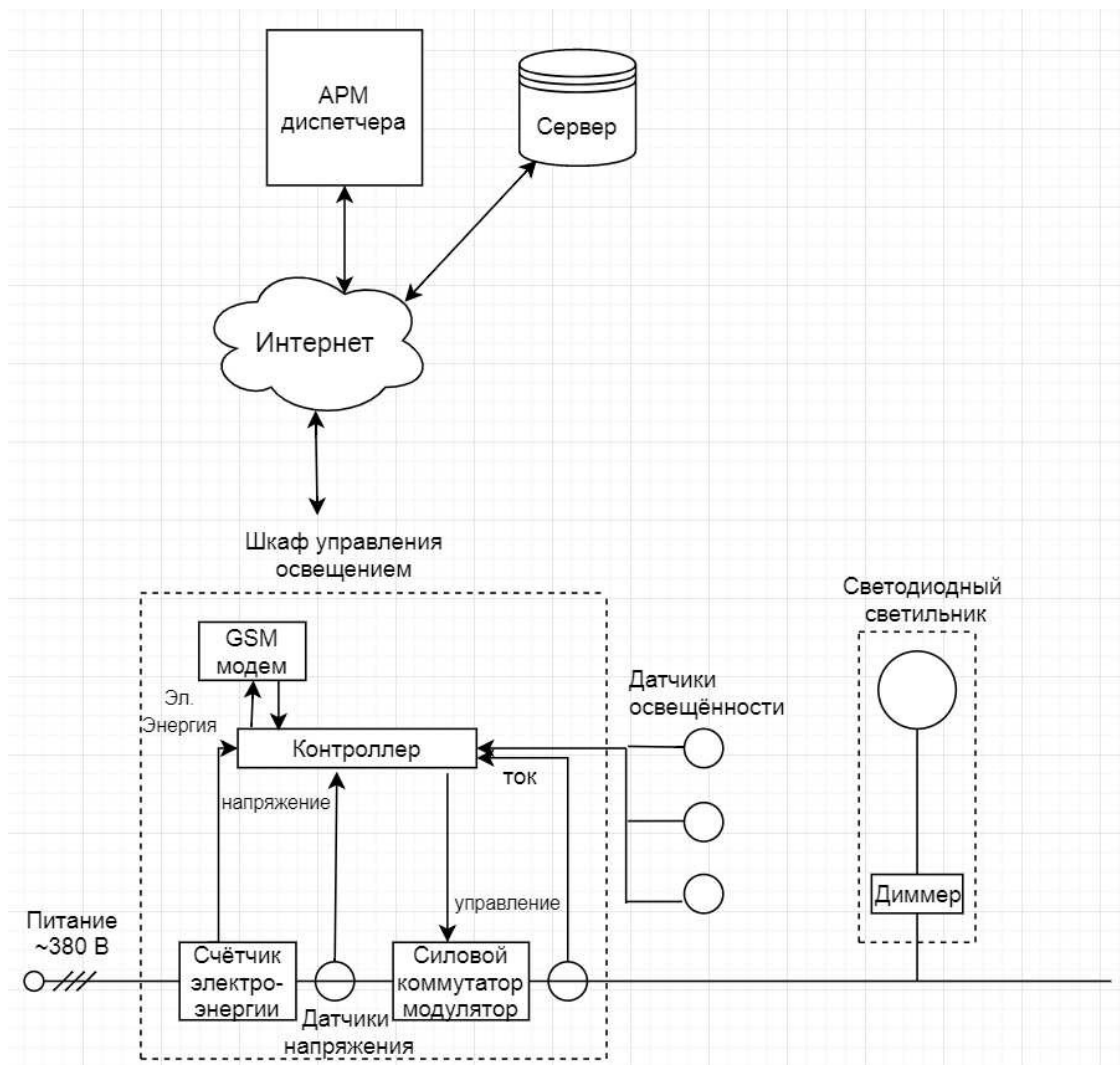 АРМ
диспетчера
Сервер
Интернет
Шкаф управления
освещением
Светодиодный
светильник
GSM
модем
Эл.
Энергия
Датчики
освещённости
Контроллер
ток
напряжение
управление
Диммер
Питание
~380 В
Счётчик
электро-
энергии
Силовой
коммутатор
модулятор
Датчики
напряжения